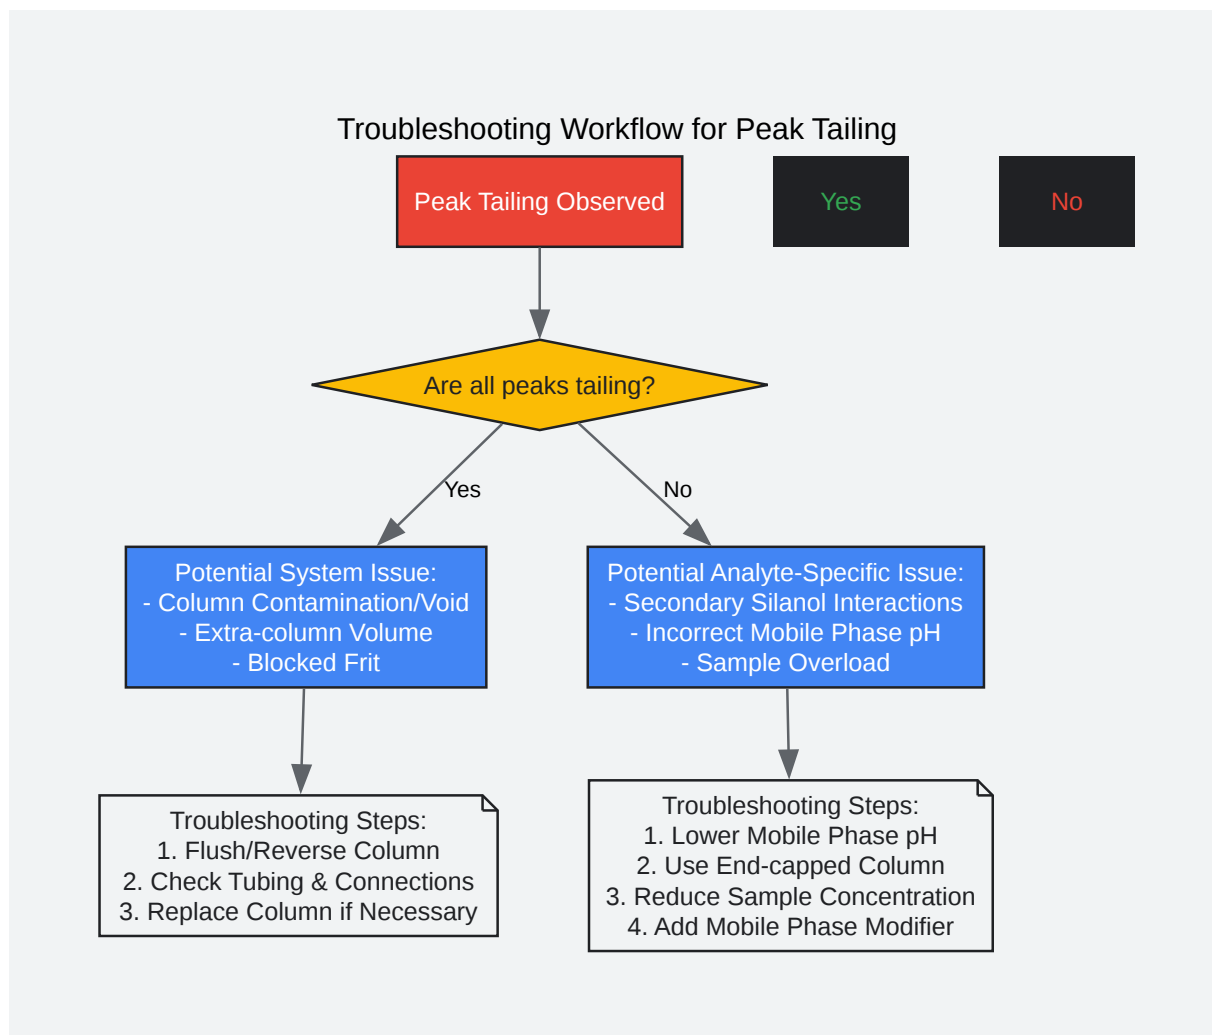 Troubleshooting Workflow for Peak Tailing
Peak Tailing Observed
Yes
No
Are all peaks tailing?
Yes
No
Potential System Issue:
- Column Contamination/Void
- Extra-column Volume
- Blocked Frit
Potential Analyte-Specific Issue:
- Secondary Silanol Interactions
- Incorrect Mobile Phase pH
- Sample Overload
Troubleshooting Steps:
1. Flush/Reverse Column
2. Check Tubing & Connections
3. Replace Column if Necessary
Troubleshooting Steps:
1. Lower Mobile Phase pH
2. Use End-capped Column
3. Reduce Sample Concentration
4. Add Mobile Phase Modifier